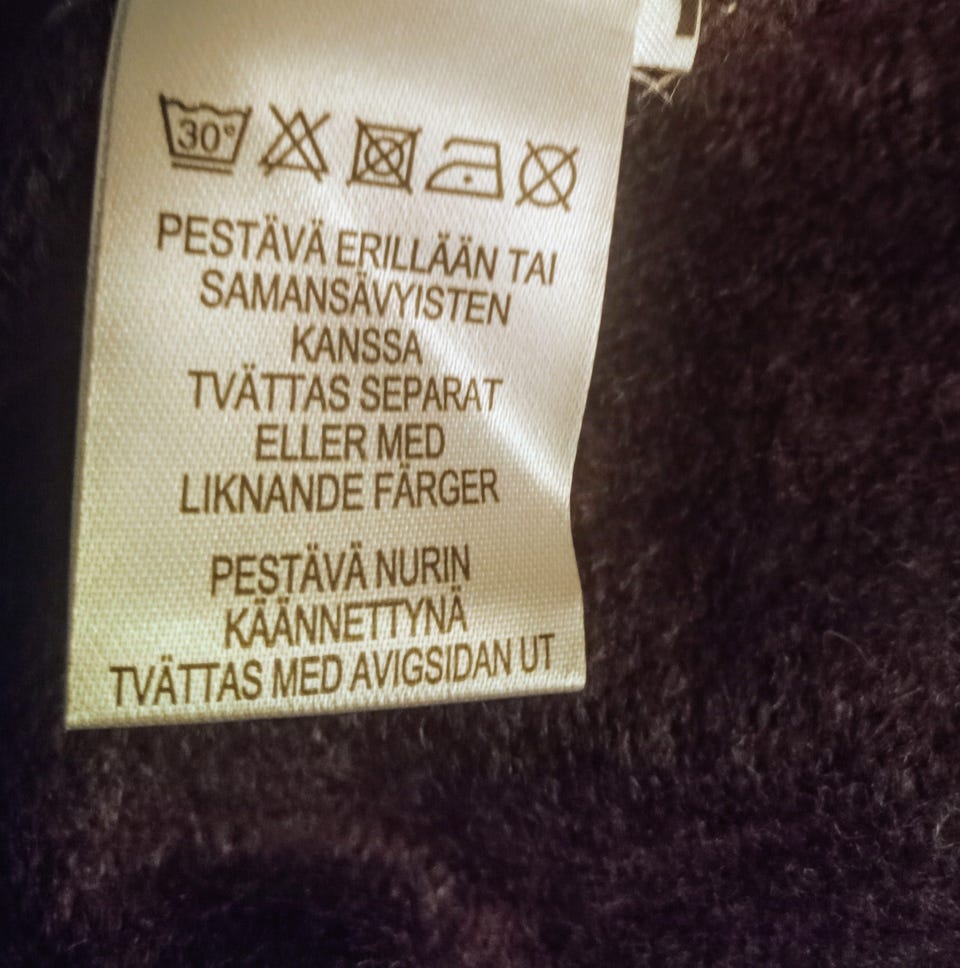 30°
PESTÄVÄ ERILLÄÄN TAI
SAMANSÄVYISTEN
KANSSA
TVÄTTAS SEPARAT
ELLER MED
LIKNANDE FÄRGER
PESTÄVÄ NURIN
KÄÄNNETTYNÄ
TVÄTTAS MED AVIGSIDAN UT